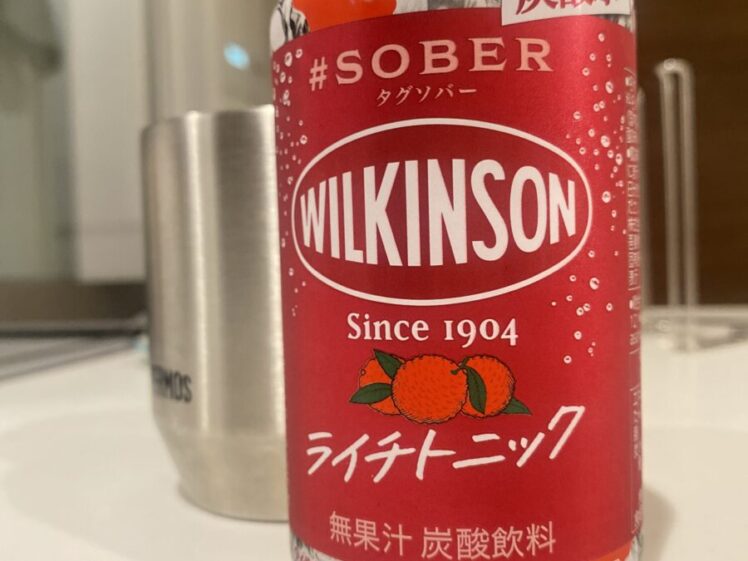 #SOBER
タグソバー
WILKINSON
Since 1904
ライチトニック
無果汁 炭酸飲料